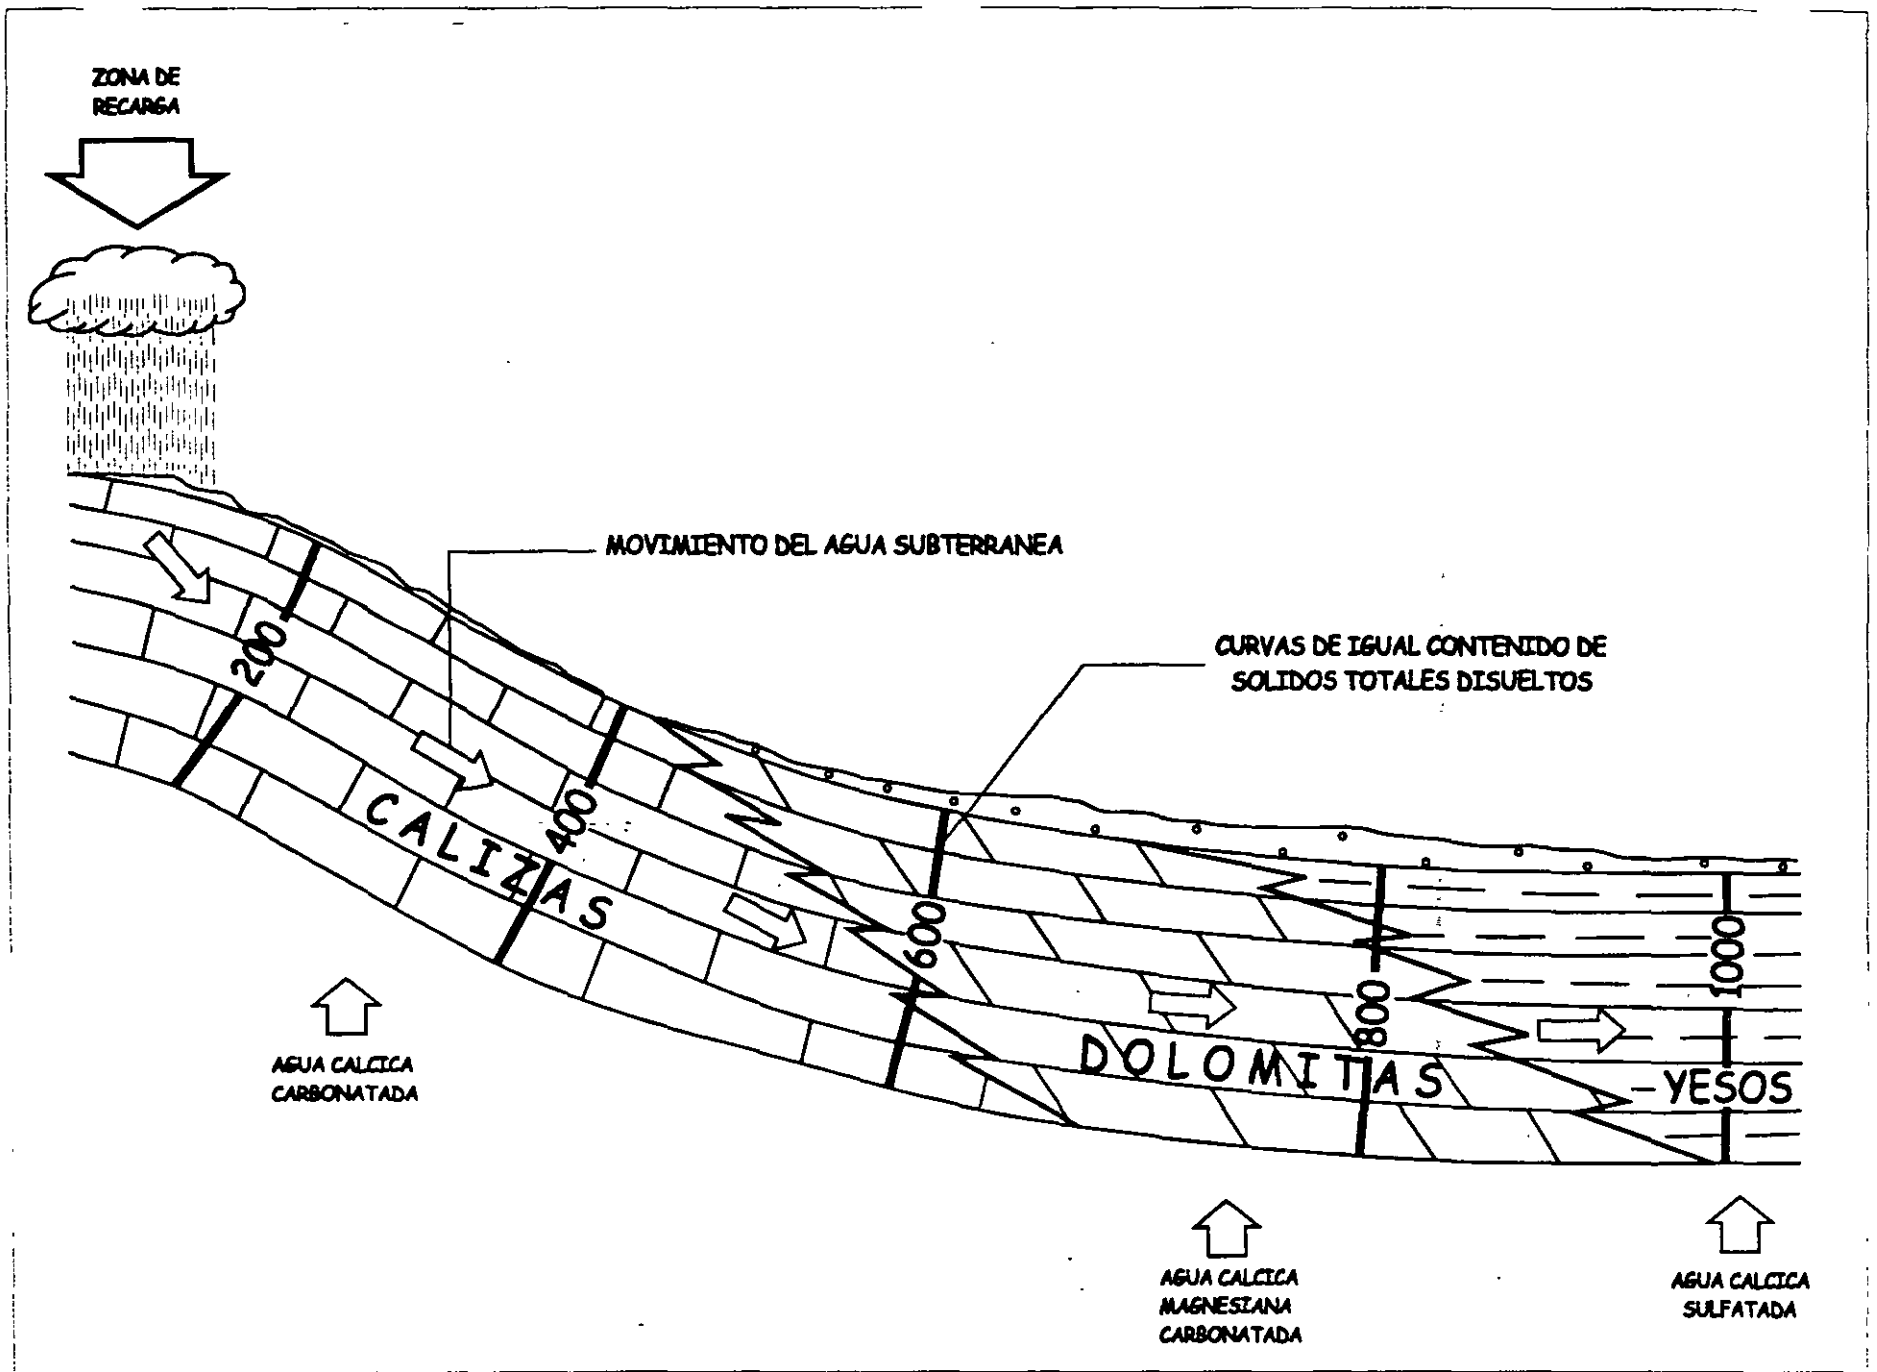 ZONA DE
RECARGA
MOVIMIENTO DEL AGUA SUBTERRANEA
CURVAS DE IGUAL CONTENIDO DE
SOLIDOS TOTALES DISUELTOS
200
400
600
800
1000
CALIZAS
DOLOMITAS
YESOS
AGUA CALCICA
CARBONATADA
AGUA CALCICA
MAGNESIANA
CARBONATADA
AGUA CALCICA
SULFATADA